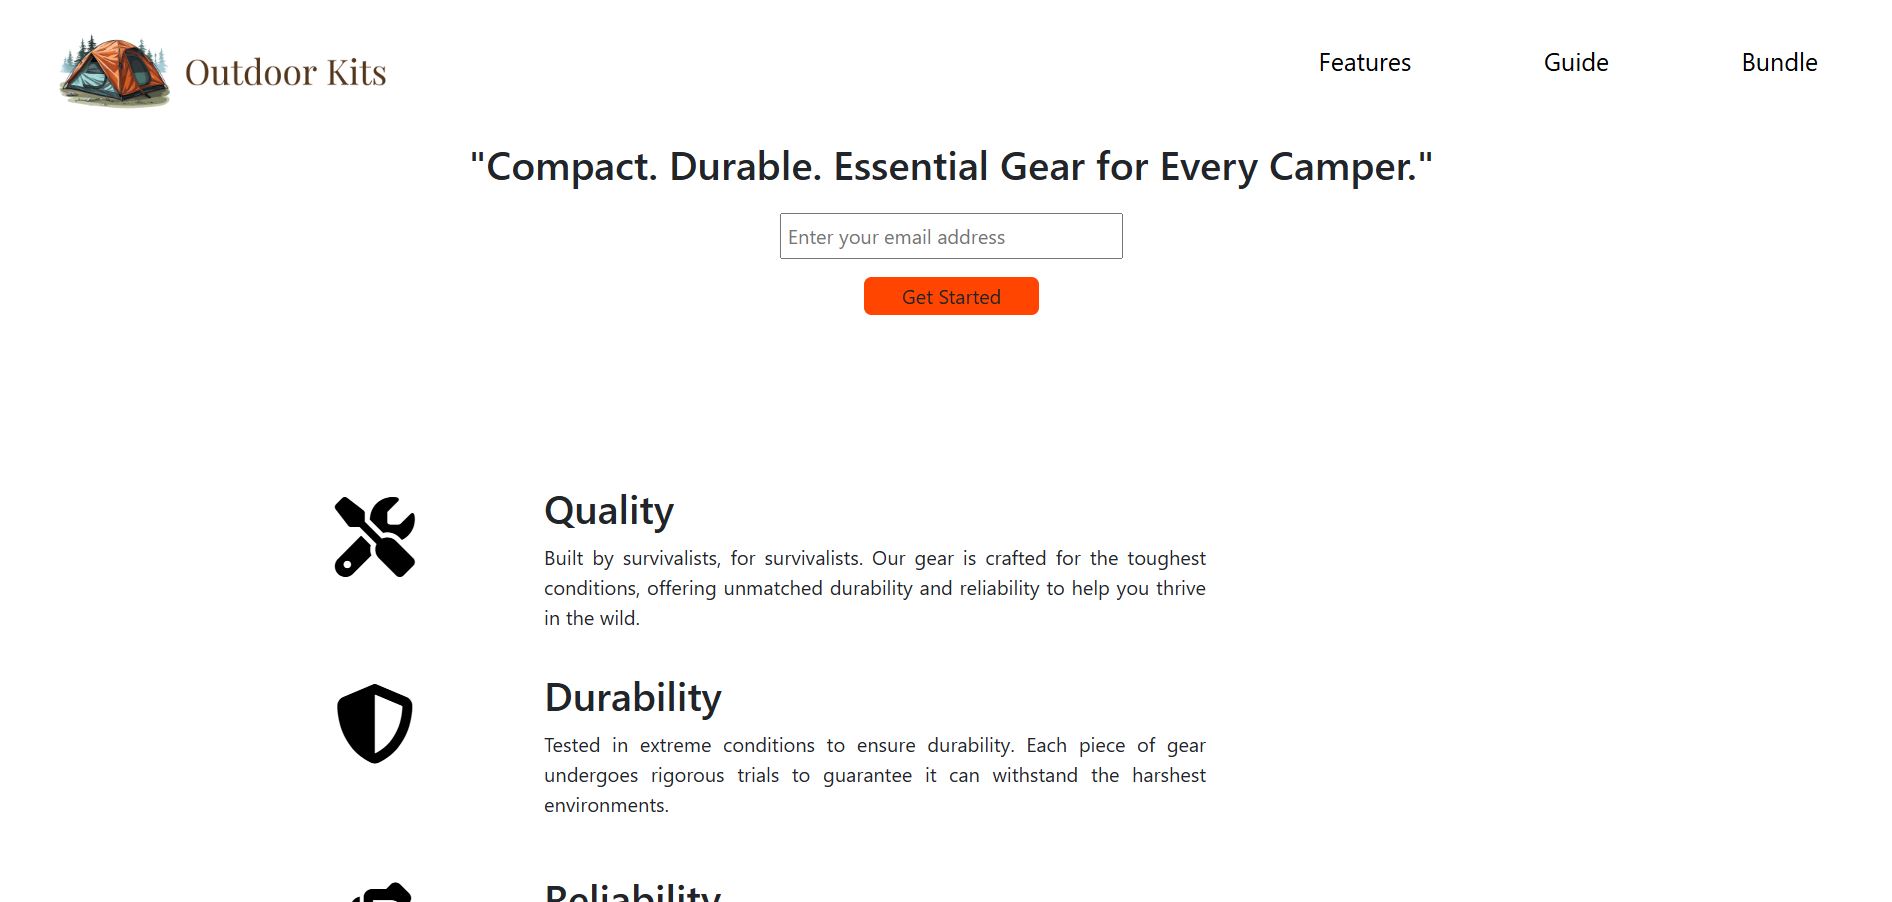 Outdoor Kits
Features
Guide
Bundle
"Compact. Durable. Essential Gear for Every Camper."
Enter your email address
Get Started
Quality
Built by survivalists, for survivalists. Our gear is crafted for the toughest
conditions, offering unmatched durability and reliability to help you thrive
in the wild.
Durability
Tested in extreme conditions to ensure durability. Each piece of gear
undergoes rigorous trials to guarantee it can withstand the harshest
environments.
Reliability